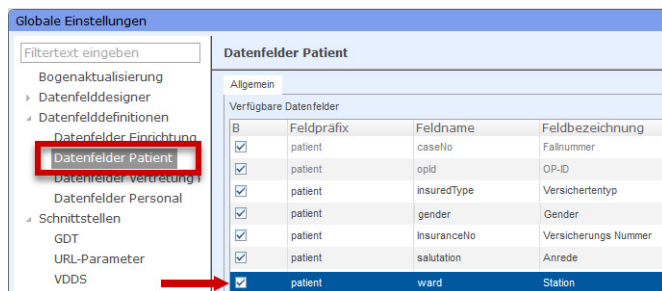 Globale Einstellungen
Filtertext eingeben
Bogenaktualisierung
Datenfelddesigner
Datenfelddefinitionen
Datenfelder Einrichtung
Datenfelder Patient
Datenfelder Vertretung
Datenfelder Personal
Schnittstellen
GDT
URL-Parameter
VDDS
Datenfelder Patient
Allgemein
Verfügbare Datenfelder
B Feldpräfix Feldname Feldbezeichnung
patient caseNo Fallnummer
patient opId OP-ID
patient insuredType Versichertentyp
patient gender Gender
patient InsuranceNo Versicherungs Nummer
patient salutation Anrede
patient ward Station